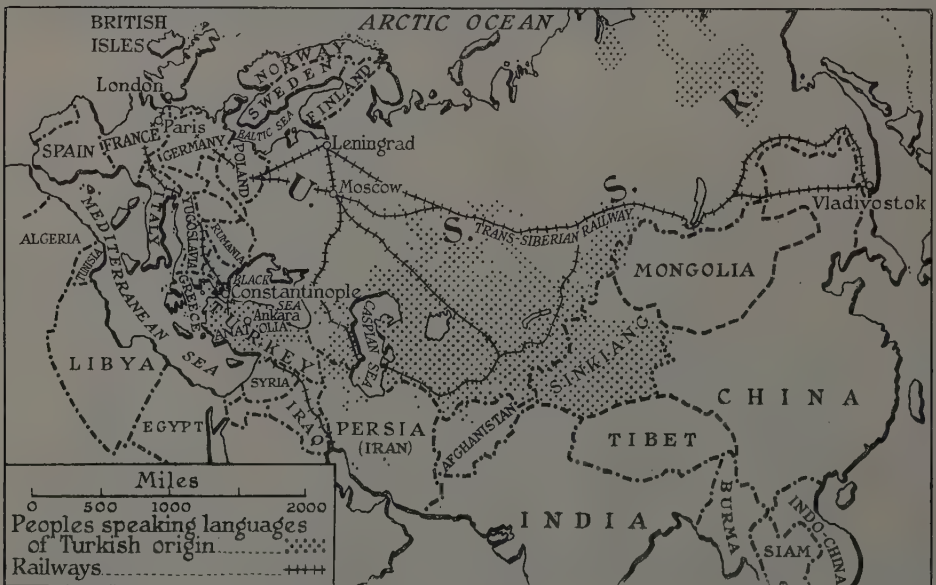 BRITISH
ISLES
ARCTIC OCEAN
NORWAY
SWEDEN
FINLAND
London
BALTIC SEA
Paris
Leningrad
SPAIN
FRANCE
GERMANY
POLAND
Moscow
U. S. S. R.
TRANS-SIBERIAN RAILWAY
Vladivostok
MEDITERRANEAN SEA
ITALY
YUGOSLAVIA
RUMANIA
ALGERIA
TUNISIA
GREECE
BLACK
SEA
Constantinople
Ankara
ANATOLIA
TURKEY
CASPIAN SEA
MONGOLIA
SINKIANG
LIBYA
SYRIA
EGYPT
IRAQ
PERSIA
(IRAN)
AFGHANISTAN
CHINA
TIBET
INDIA
BURMA
INDO-CHINA
SIAM
Miles
0 500 1000 2000
Peoples speaking languages
of Turkish origin
Railways